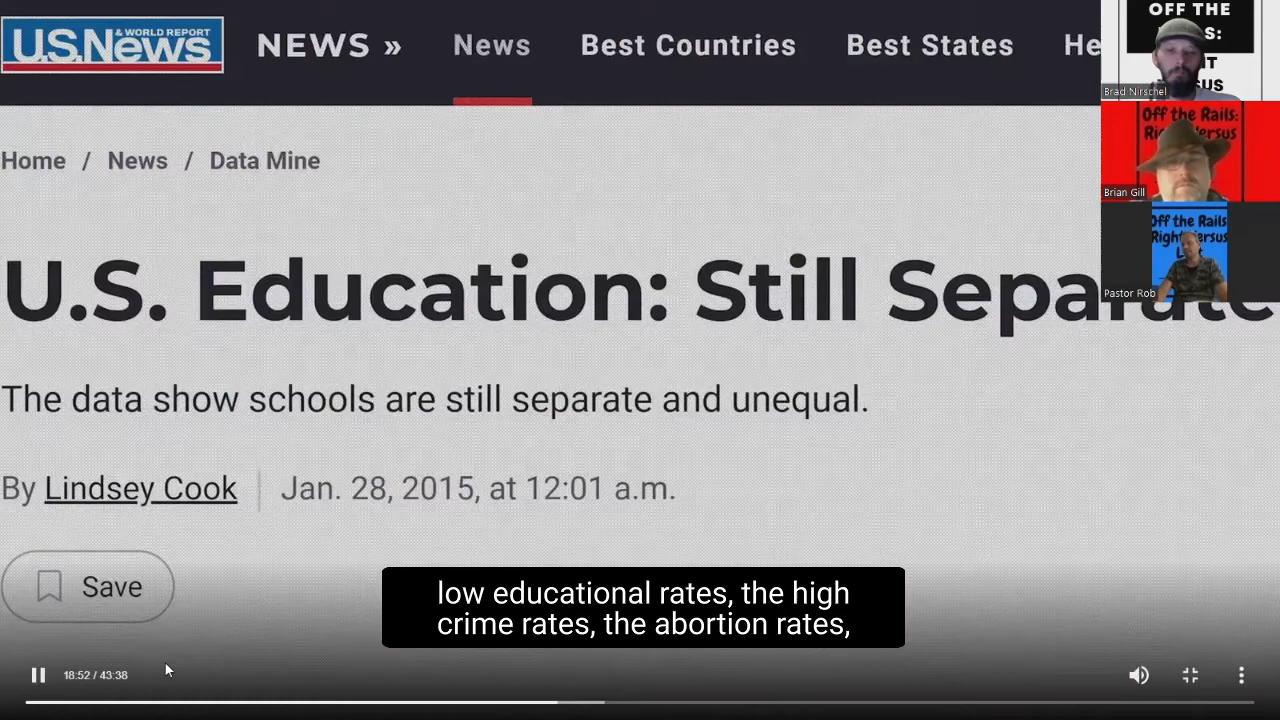 U.S.News
& WORLD REPORT
NEWS »
News
Best Countries
Best States
He
Home / News / Data Mine
U.S. Education: Still Separate
The data show schools are still separate and unequal.
By Lindsey Cook
Jan. 28, 2015, at 12:01 a.m.
Save
low educational rates, the high
crime rates, the abortion rates,
18:52 / 43:38
OFF THE
S:
Brad Nirschel
Off the Rails:
Brian Gill
Off the Rails
Pastor Rob